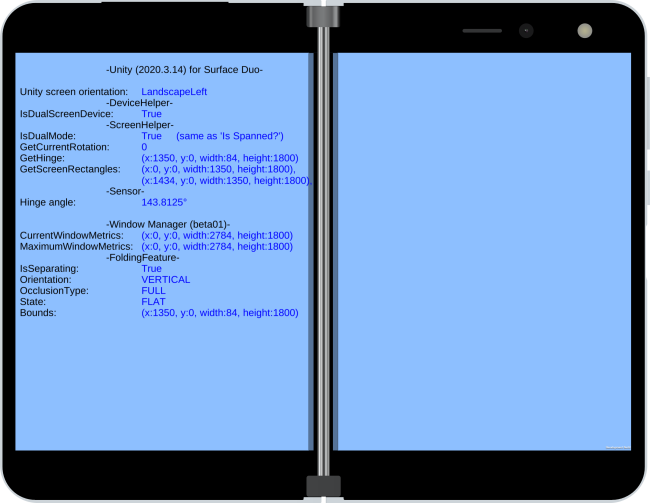 -Unity (2020.3.14) for Surface Duo-
Unity screen orientation: LandscapeLeft
-DeviceHelper-
IsDualScreenDevice: True
-ScreenHelper-
IsDualMode: True (same as 'Is Spanned?')
GetCurrentRotation: 0
GetHinge: (x:1350, y:0, width:84, height:1800)
GetScreenRectangles: (x:0, y:0, width:1350, height:1800),
(x:1434, y:0, width:1350, height:1800),
-Sensor-
Hinge angle: 143.8125°
-Window Manager (beta01)-
CurrentWindowMetrics: (x:0, y:0, width:2784, height:1800)
MaximumWindowMetrics: (x:0, y:0, width:2784, height:1800)
-FoldingFeature-
IsSeparating: True
Orientation: VERTICAL
OcclusionType: FULL
State: FLAT
Bounds: (x:1350, y:0, width:84, height:1800)